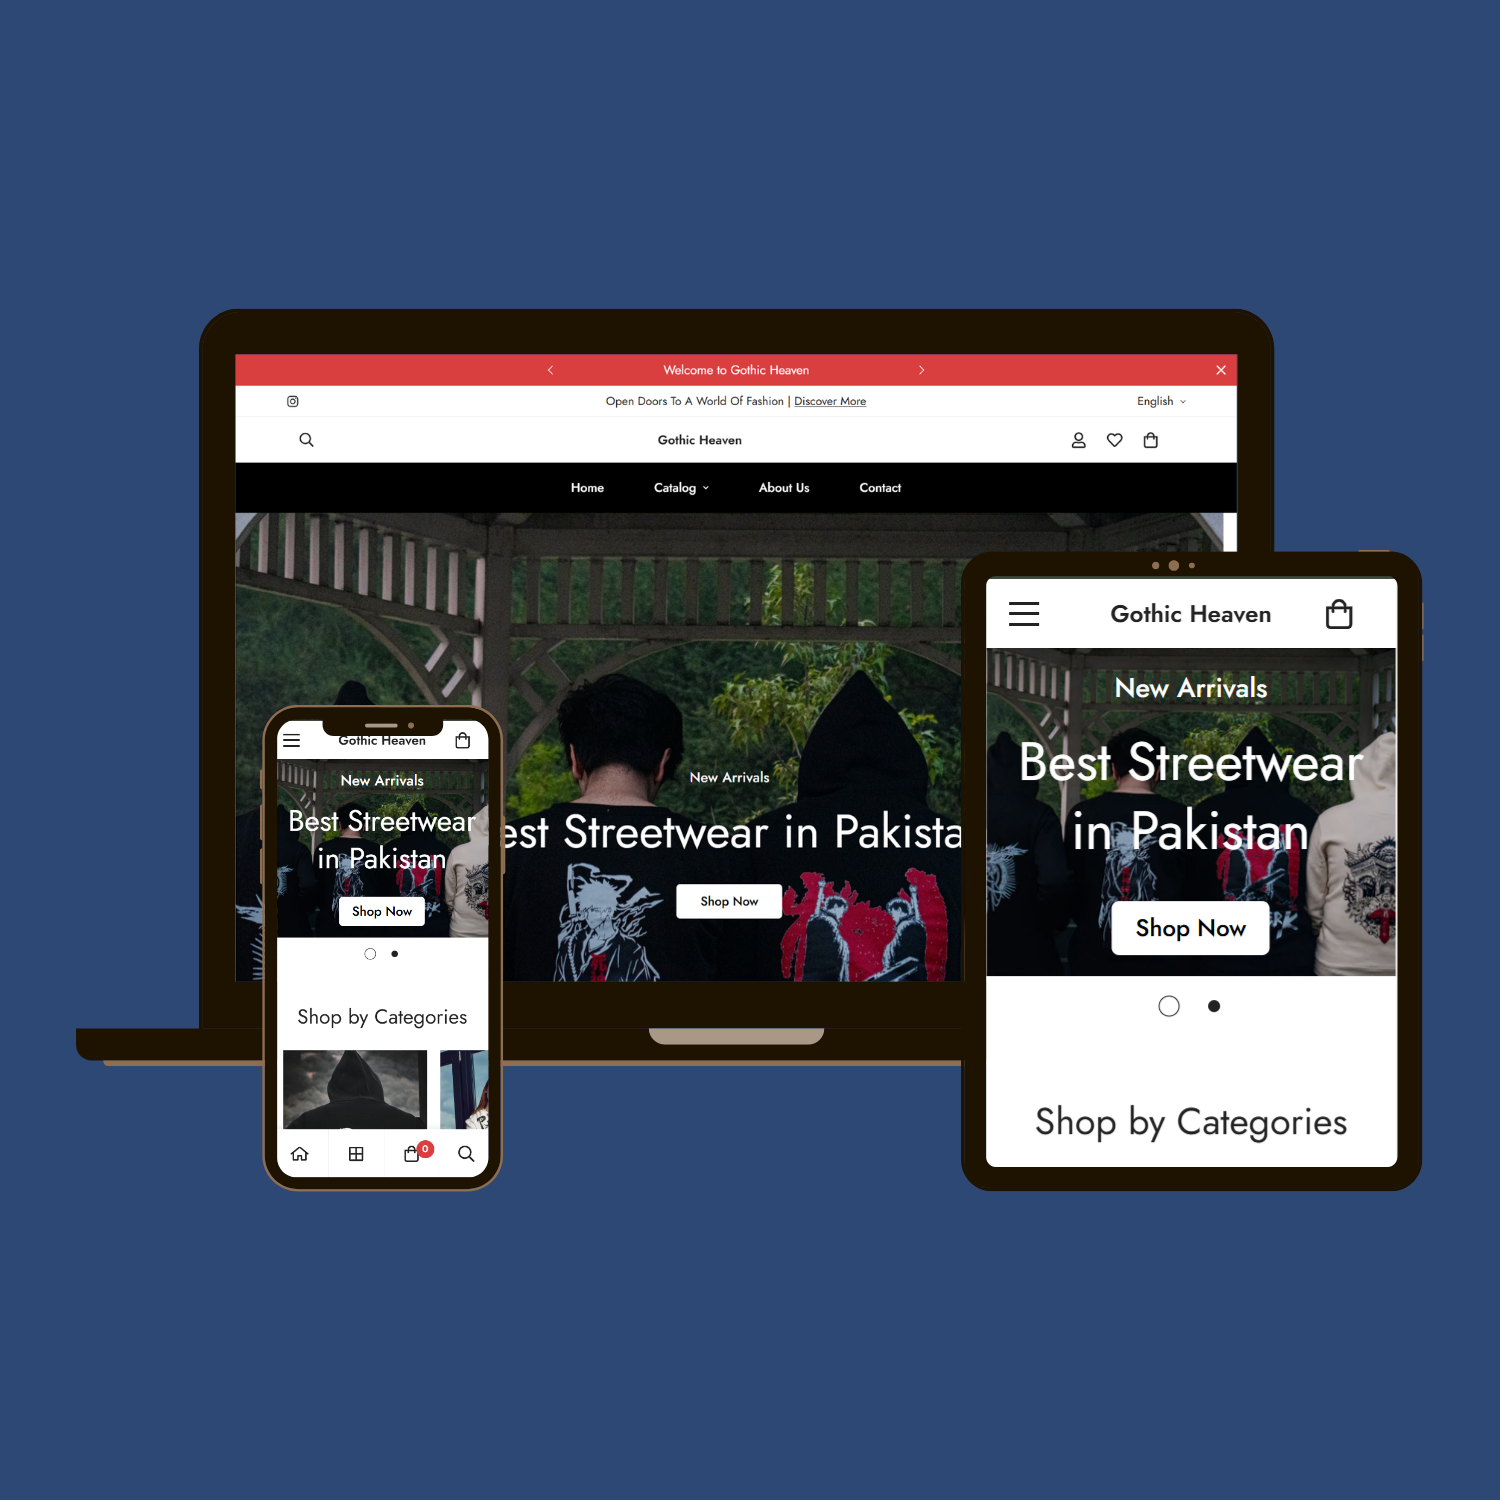 Welcome to Gothic Heaven
Open Doors To A World Of Fashion | Discover More
English
Gothic Heaven
Home Catalog About Us Contact
New Arrivals
est Streetwear in Pakista
Shop Now
Gothic Heaven
New Arrivals
Best Streetwear
in Pakistan
Shop Now
Shop by Categories
0
Gothic Heaven
New Arrivals
Best Streetwear
in Pakistan
Shop Now
Shop by Categories